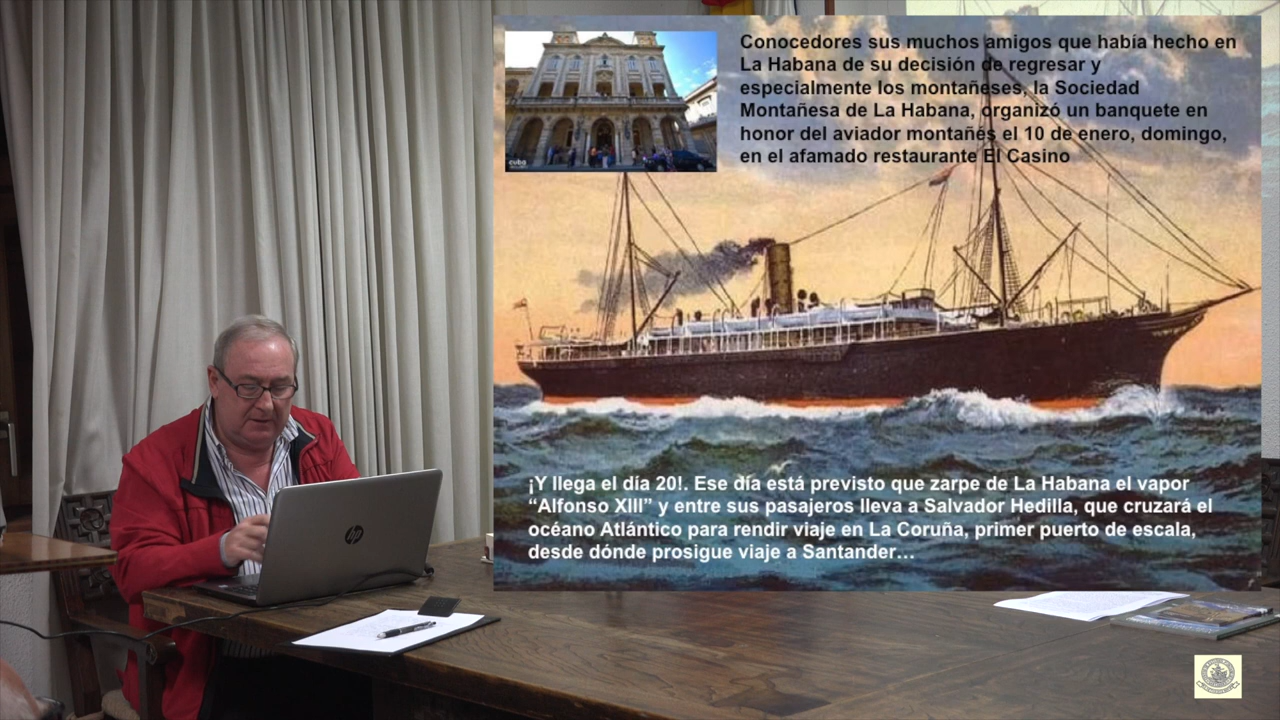 Conocedores sus muchos amigos que había hecho en
La Habana de su decisión de regresar y
especialmente los montañeses, la Sociedad
Montañesa de La Habana, organizó un banquete en
honor del aviador montañés el 10 de enero, domingo,
en el afamado restaurante El Casino
cuba
¡Y llega el día 20!. Ese día está previsto que zarpe de La Habana el vapor
“Alfonso XIII” y entre sus pasajeros lleva a Salvador Hedilla, que cruzará el
océano Atlántico para rendir viaje en La Coruña, primer puerto de escala,
desde dónde prosigue viaje a Santander…
hp